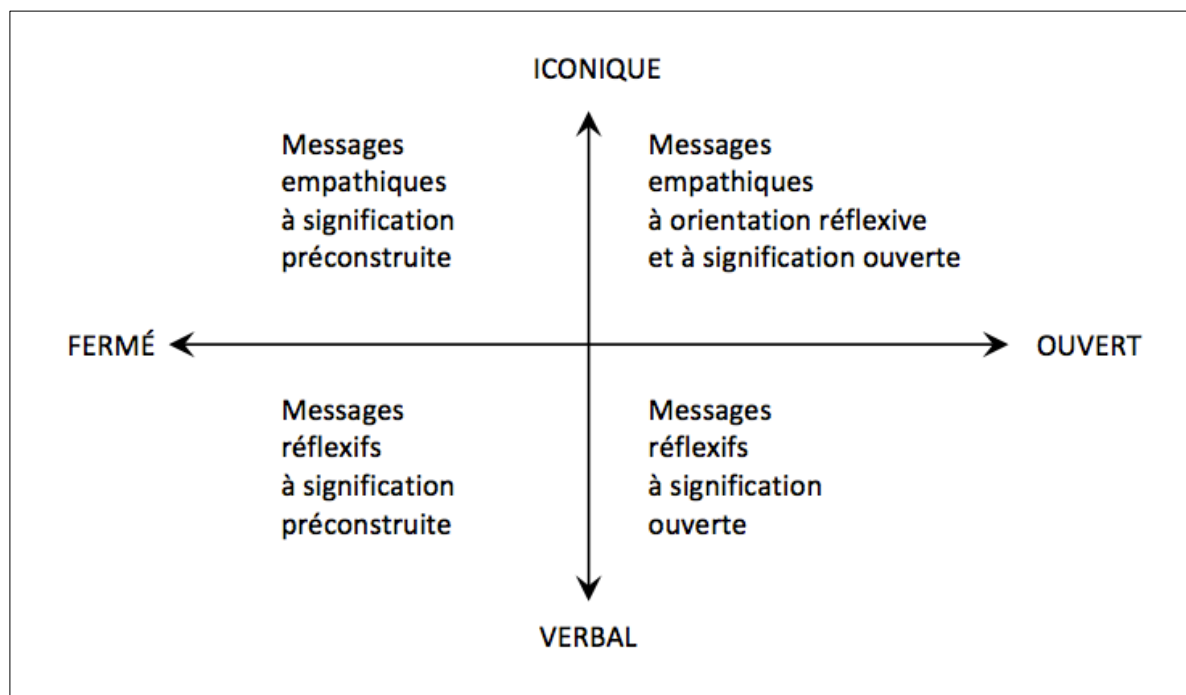 ICONIQUE
Messages
empathiques
à signification
préconstruite
Messages
empathiques
à orientation réflexive
et à signification ouverte
FERMÉ
OUVERT
Messages
réflexifs
à signification
préconstruite
Messages
réflexifs
à signification
ouverte
VERBAL